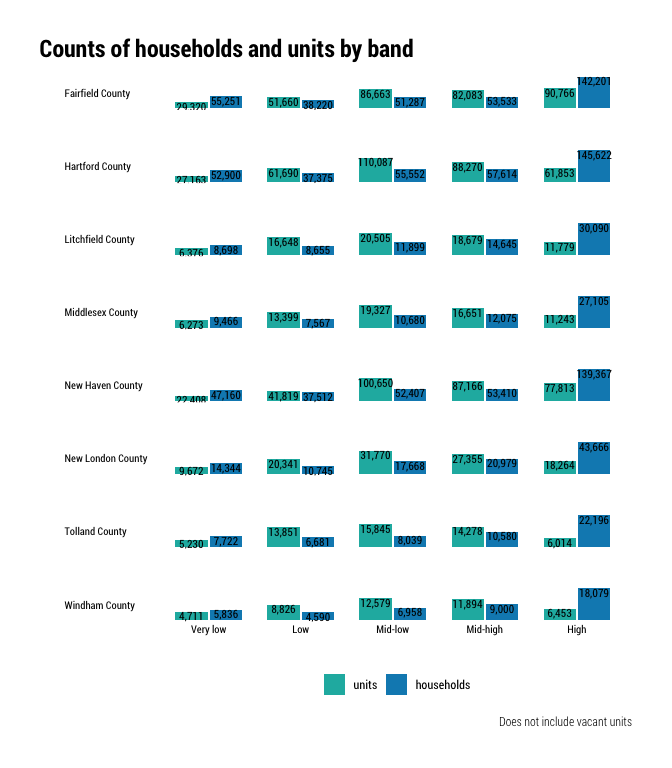 Counts of households and units by band
Fairfield County 29,320 55,251 51,660 38,220 86,663 51,287 82,083 53,533 90,766 142,201
Hartford County 27,163 52,900 61,690 37,375 110,087 55,552 88,270 57,614 61,853 145,622
Litchfield County 6,376 8,698 16,648 8,655 20,505 11,899 18,679 14,645 11,779 30,090
Middlesex County 6,273 9,466 13,399 7,567 19,327 10,680 16,651 12,075 11,243 27,105
New Haven County 22,408 47,160 41,819 37,512 100,650 52,407 87,166 53,410 77,813 139,367
New London County 9,672 14,344 20,341 10,745 31,770 17,668 27,355 20,979 18,264 43,666
Tolland County 5,230 7,722 13,851 6,681 15,845 8,039 14,278 10,580 6,014 22,196
Windham County 4,711 5,836 8,826 4,590 12,579 6,958 11,894 9,000 6,453 18,079
Very low Low Mid-low Mid-high High
units households
Does not include vacant units